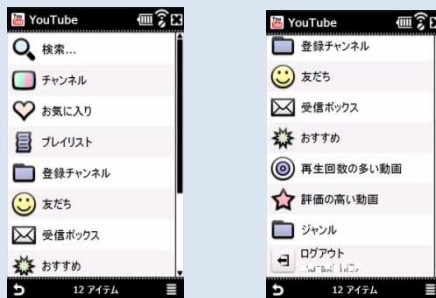 YouTube
検索...
チャンネル
お気に入り
プレイリスト
登録チャンネル
友だち
受信ボックス
おすすめ
12 アイテム
YouTube
登録チャンネル
友だち
受信ボックス
おすすめ
再生回数の多い動画
評価の高い動画
ジャンル
ログアウト
12 アイテム